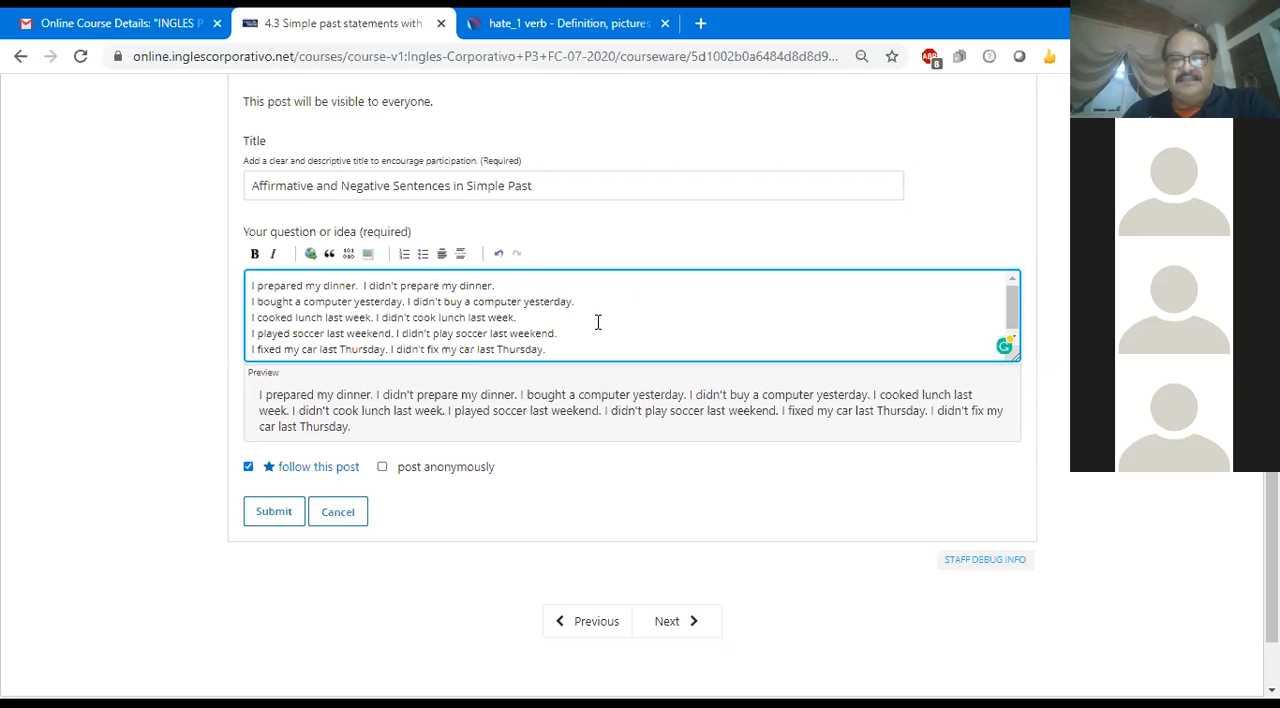 Online Course Details: "INGLES P
4.3 Simple past statements with
hate_1 verb - Definition, pictures
online.inglescorporativo.net/courses/course-v1:Ingles-Corporativo+P3+FC-07-2020/courseware/5d1002b0a6484d8d8d9...
ABP
8
This post will be visible to everyone.
Title
Add a clear and descriptive title to encourage participation. (Required)
Affirmative and Negative Sentences in Simple Past
Your question or idea (required)
B I
I prepared my dinner. I didn't prepare my dinner.
I bought a computer yesterday. I didn't buy a computer yesterday.
I cooked lunch last week. I didn't cook lunch last week.
I played soccer last weekend. I didn't play soccer last weekend.
I fixed my car last Thursday. I didn't fix my car last Thursday.
Preview
I prepared my dinner. I didn't prepare my dinner. I bought a computer yesterday. I didn't buy a computer yesterday. I cooked lunch last
week. I didn't cook lunch last week. I played soccer last weekend. I didn't play soccer last weekend. I fixed my car last Thursday. I didn't fix my
car last Thursday.
follow this post post anonymously
Submit Cancel
STAFF DEBUG INFO
Previous Next